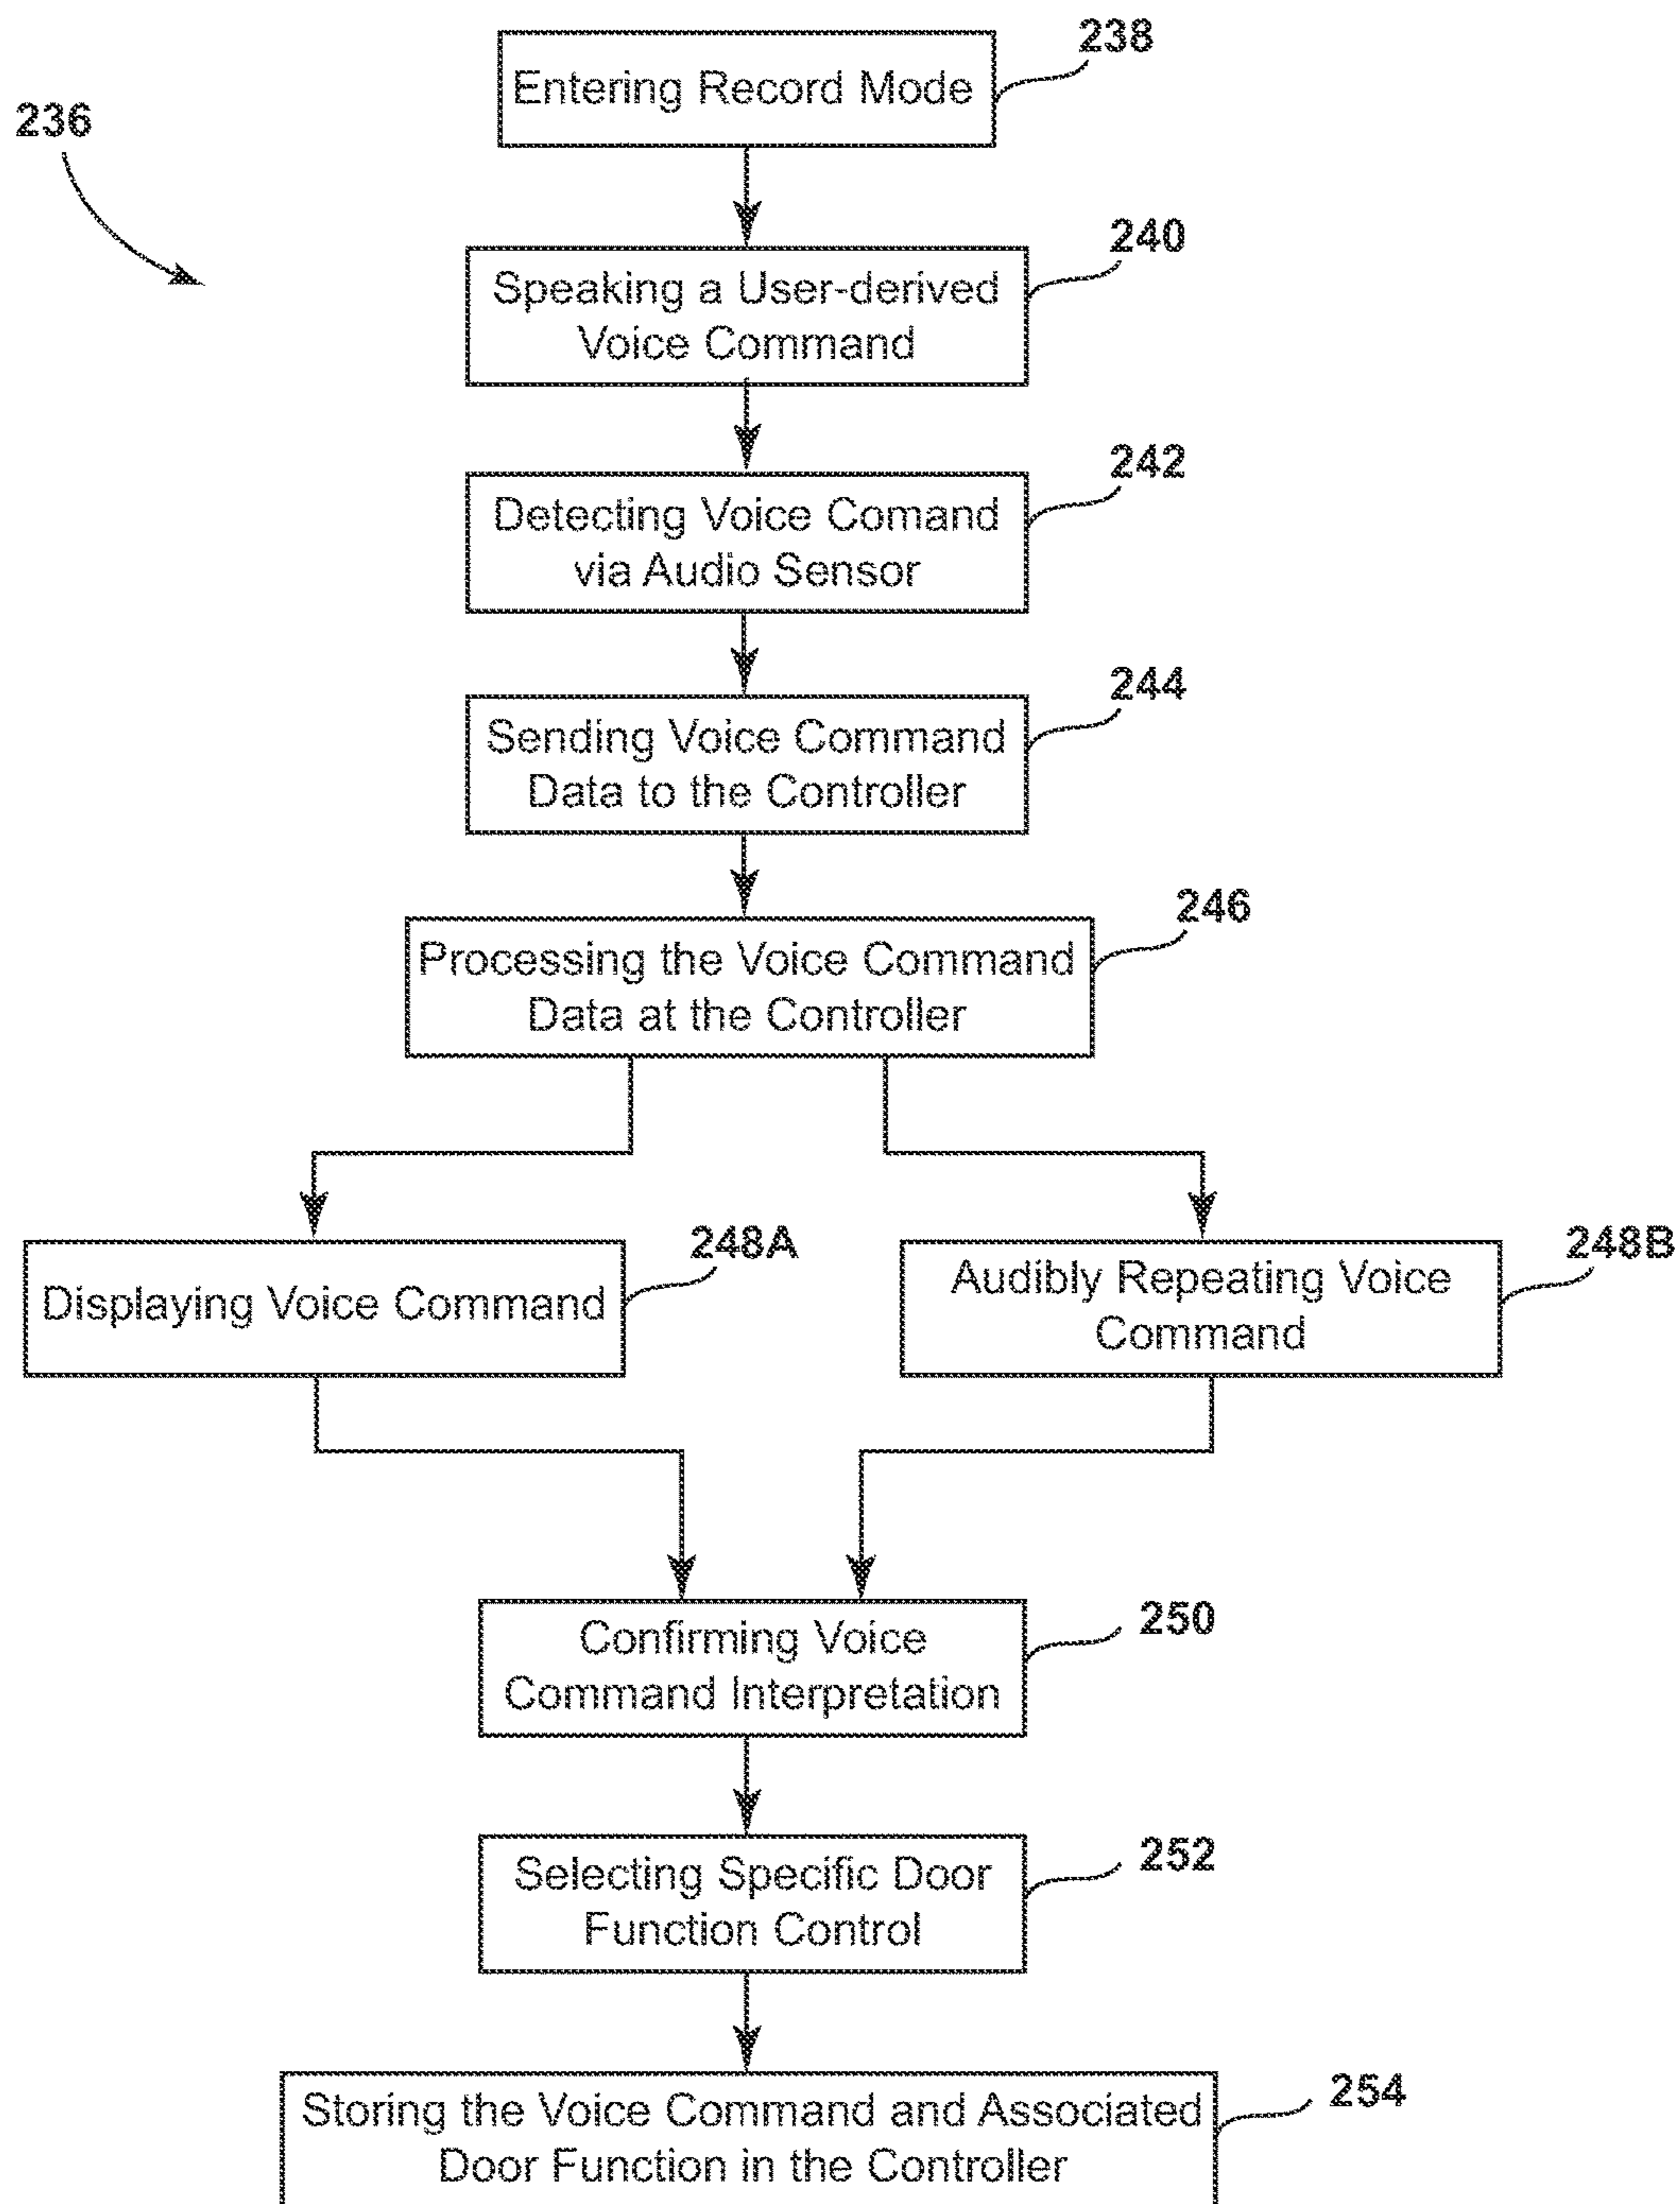 238
Entering Record Mode
236
240
Speaking a User-derived
Voice Command
242
Detecting Voice Comand
via Audio Sensor
244
Sending Voice Command
Data to the Controller
246
Processing the Voice Command
Data at the Controller
248A
Displaying Voice Command
248B
Audibly Repeating Voice
Command
250
Confirming Voice
Command Interpretation
252
Selecting Specific Door
Function Control
254
Storing the Voice Command and Associated
Door Function in the Controller